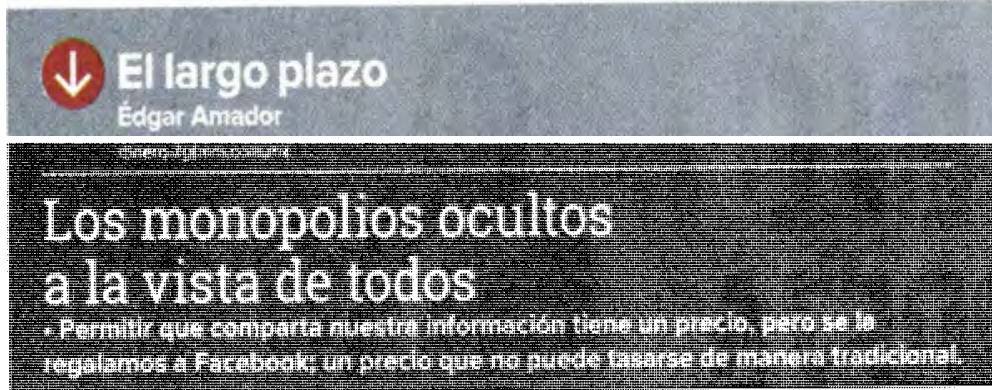 El largo plazo
Édgar Amador
Los monopolios ocultos
a la vista de todos
• Permitir que comparta nuestra información tiene un precio, pero se la
regalamos a Facebook; un precio que no puede tasarse de manera tradicional.